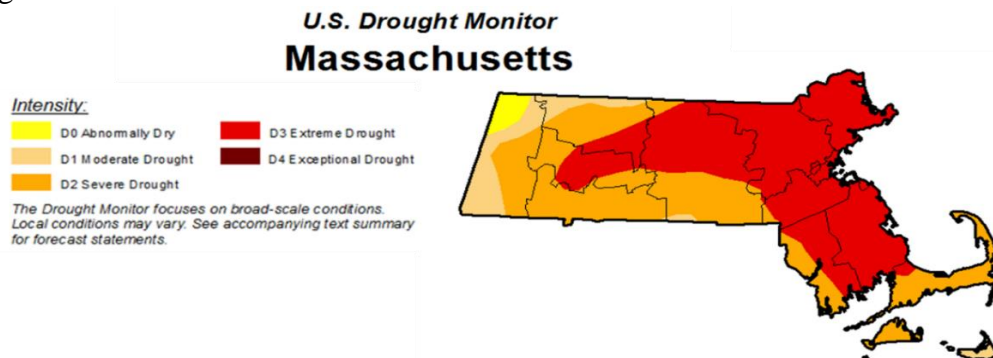 U.S. Drought Monitor
Massachusetts
Intensity:
D0 Abnormally Dry
D1 Moderate Drought
D2 Severe Drought
D3 Extreme Drought
D4 Exceptional Drought
The Drought Monitor focuses on broad-scale conditions.
Local conditions may vary. See accompanying text summary
for forecast statements.